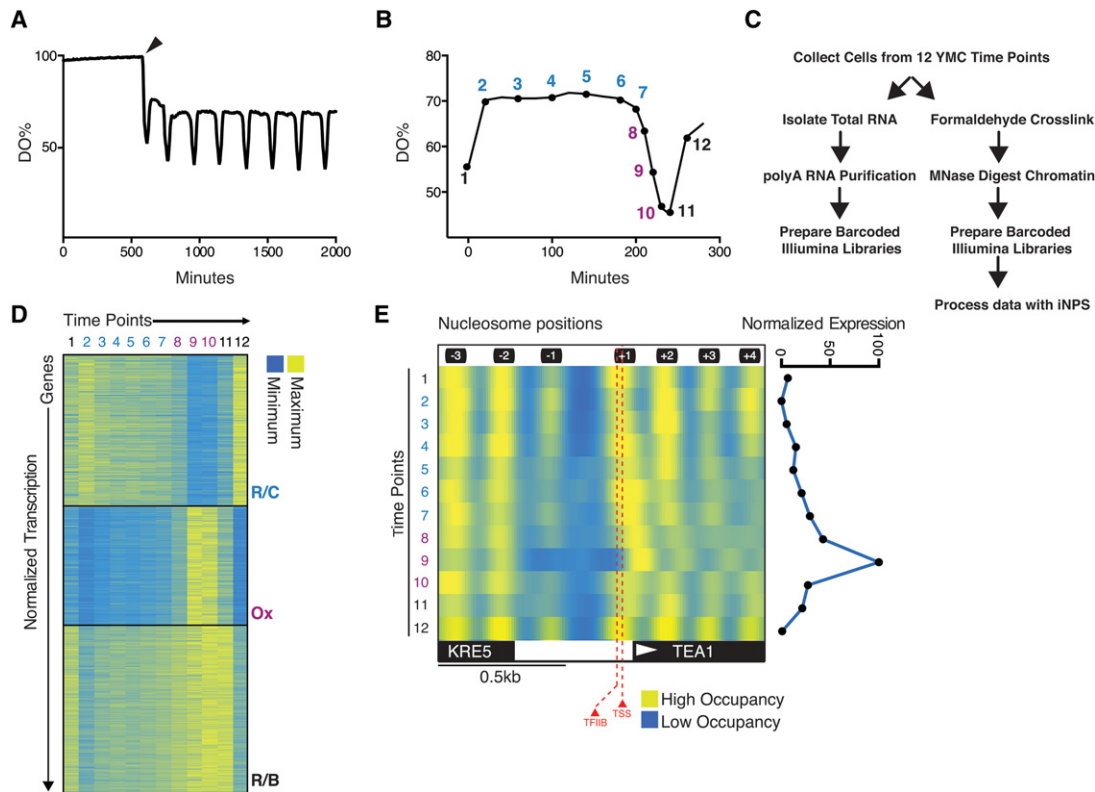 A
100
50
DO%
0 500 1000 1500 2000
Minutes
B
80
70
60
50
DO%
1
2
3
4
5
6
7
8
9
10
11
12
0 100 200 300
Minutes
C
Collect Cells from 12 YMC Time Points
Isolate Total RNA
Formaldehyde Crosslink
polyA RNA Purification
MNase Digest Chromatin
Prepare Barcoded
Illiumina Libraries
Prepare Barcoded
Illiumina Libraries
Process data with iNPS
D
Time Points
1 2 3 4 5 6 7 8 9 10 11 12
Genes
Normalized Transcription
R/C
Ox
R/B
Minimum
Maximum
E
Nucleosome positions
Normalized Expression
0 50 100
-3 -2 -1 +1 +2 +3 +4
Time Points
1
2
3
4
5
6
7
8
9
10
11
12
KRE5 TEA1
0.5kb
TFIIB
TSS
High Occupancy
Low Occupancy